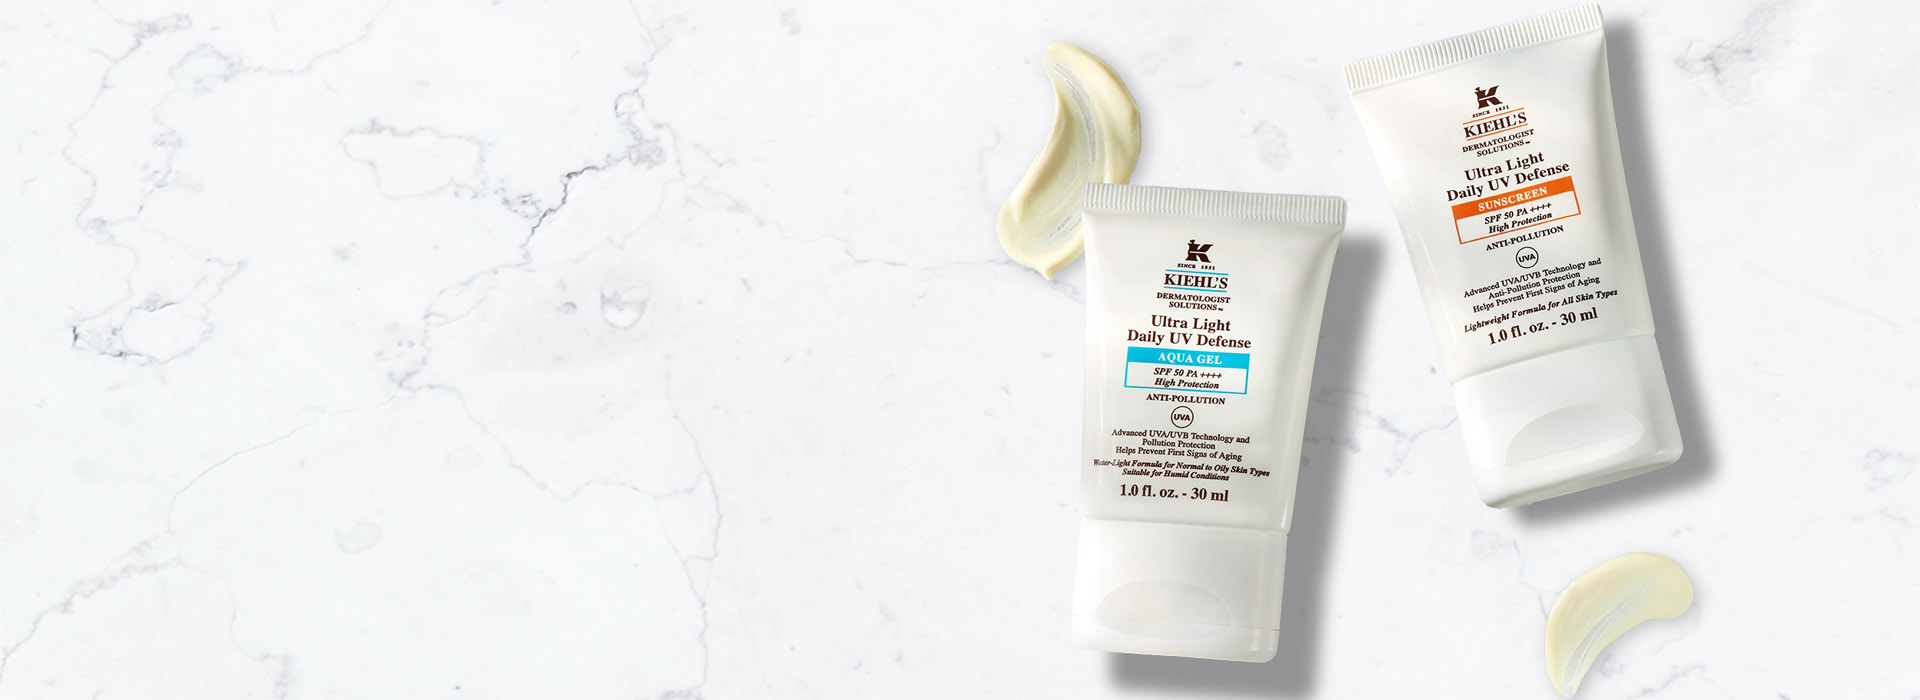 K
SINCE 1851
KIEHL'S
DERMATOLOGIST
SOLUTIONS℠
Ultra Light
Daily UV Defense
AQUA GEL
SPF 50 PA ++++
High Protection
ANTI-POLLUTION
UVA
Advanced UVA/UVB Technology and
Pollution Protection
Helps Prevent First Signs of Aging
Water-Light Formula for Normal to Oily Skin Types
Suitable for Humid Conditions
1.0 fl. oz. - 30 ml
K
SINCE 1851
KIEHL'S
DERMATOLOGIST
SOLUTIONS℠
Ultra Light
Daily UV Defense
SUNSCREEN
SPF 50 PA ++++
High Protection
ANTI-POLLUTION
UVA
Advanced UVA/UVB Technology and
Anti-Pollution Protection
Helps Prevent First Signs of Aging
Lightweight Formula for All Skin Types
1.0 fl. oz. - 30 ml